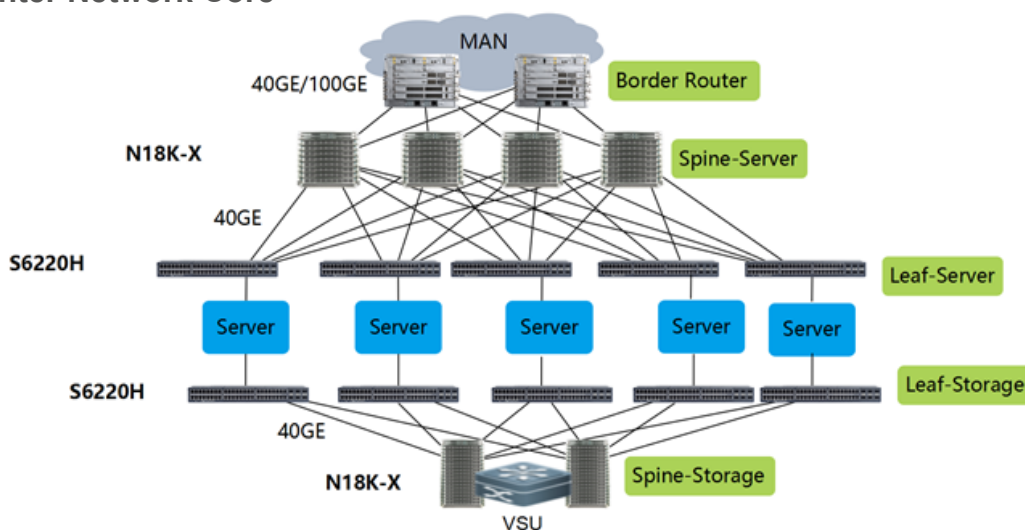 MAN
40GE/100GE
Border Router
N18K-X
Spine-Server
40GE
S6220H
Leaf-Server
Server
Server
Server
Server
Server
S6220H
Leaf-Storage
40GE
N18K-X
Spine-Storage
VSU